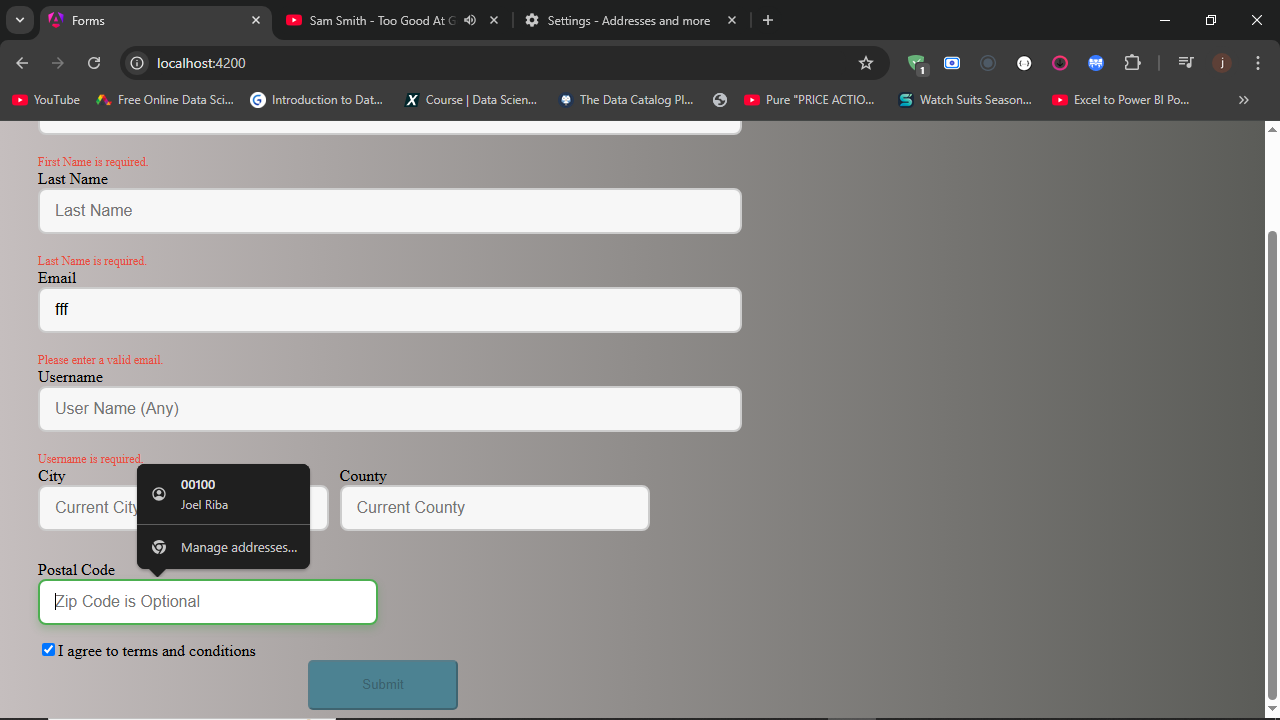 Forms
Sam Smith - Too Good At G
Settings - Addresses and more
localhost:4200
1
j
YouTube
Free Online Data Sci...
Introduction to Dat...
Course | Data Scien...
The Data Catalog Pl...
Pure "PRICE ACTIO...
Watch Suits Season...
Excel to Power BI Po...
First Name is required.
Last Name
Last Name
Last Name is required.
Email
fff
Please enter a valid email.
Username
User Name (Any)
Username is required.
City
County
00100
Joel Riba
Current City
Current County
Manage addresses...
Postal Code
Zip Code is Optional
I agree to terms and conditions
Submit